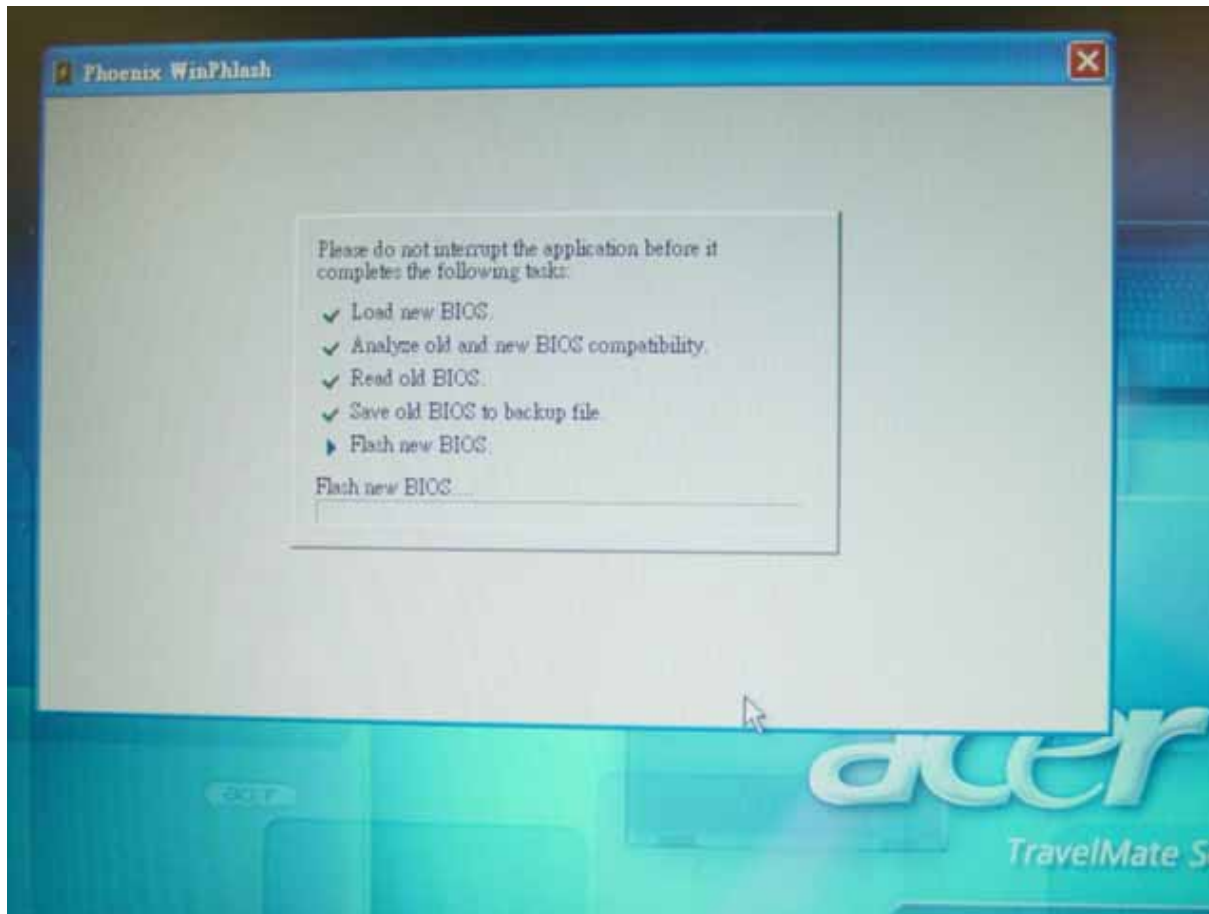 Phoenix WinPhlash
Please do not interrupt the application before it
completes the following tasks:
Load new BIOS.
Analyze old and new BIOS compatibility.
Read old BIOS.
Save old BIOS to backup file.
Flash new BIOS.
Flash new BIOS....
acer
acer
TravelMate S